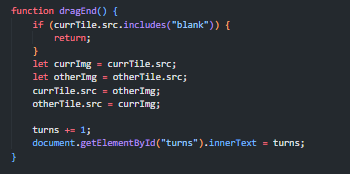 function dragEnd() {
    if (currTile.src.includes("blank")) {
        return;
    }
    let currImg = currTile.src;
    let otherImg = otherTile.src;
    currTile.src = otherImg;
    otherTile.src = currImg;

    turns += 1;
    document.getElementById("turns").innerText = turns;
}